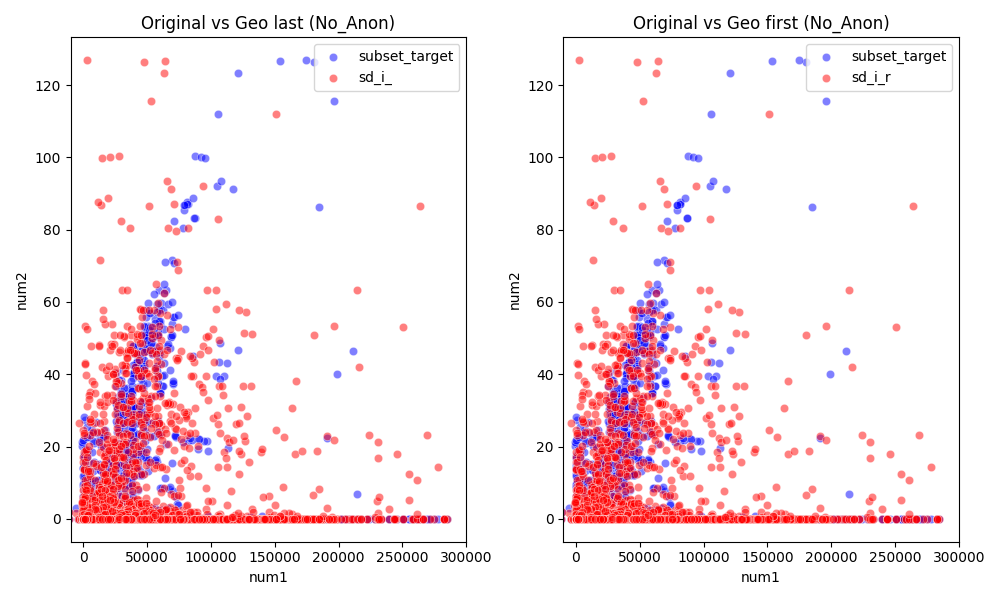 Original vs Geo last (No_Anon)
subset_target
sd_i_
num2
120
100
80
60
40
20
0
0
50000
100000
150000
200000
250000
300000
num1
Original vs Geo first (No_Anon)
subset_target
sd_i_r
num2
120
100
80
60
40
20
0
0
50000
100000
150000
200000
250000
300000
num1